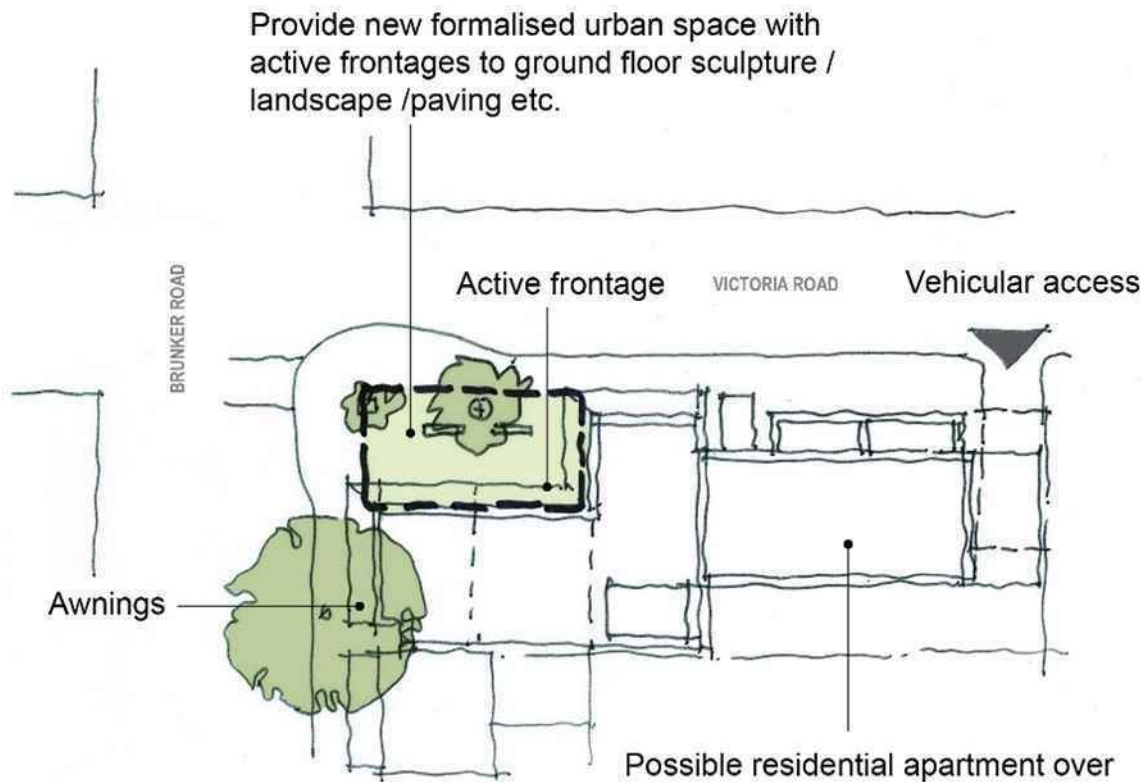 Provide new formalised urban space with
active frontages to ground floor sculpture /
landscape /paving etc.
BRUNKER ROAD
Active frontage
VICTORIA ROAD
Vehicular access
Awnings
Possible residential apartment over